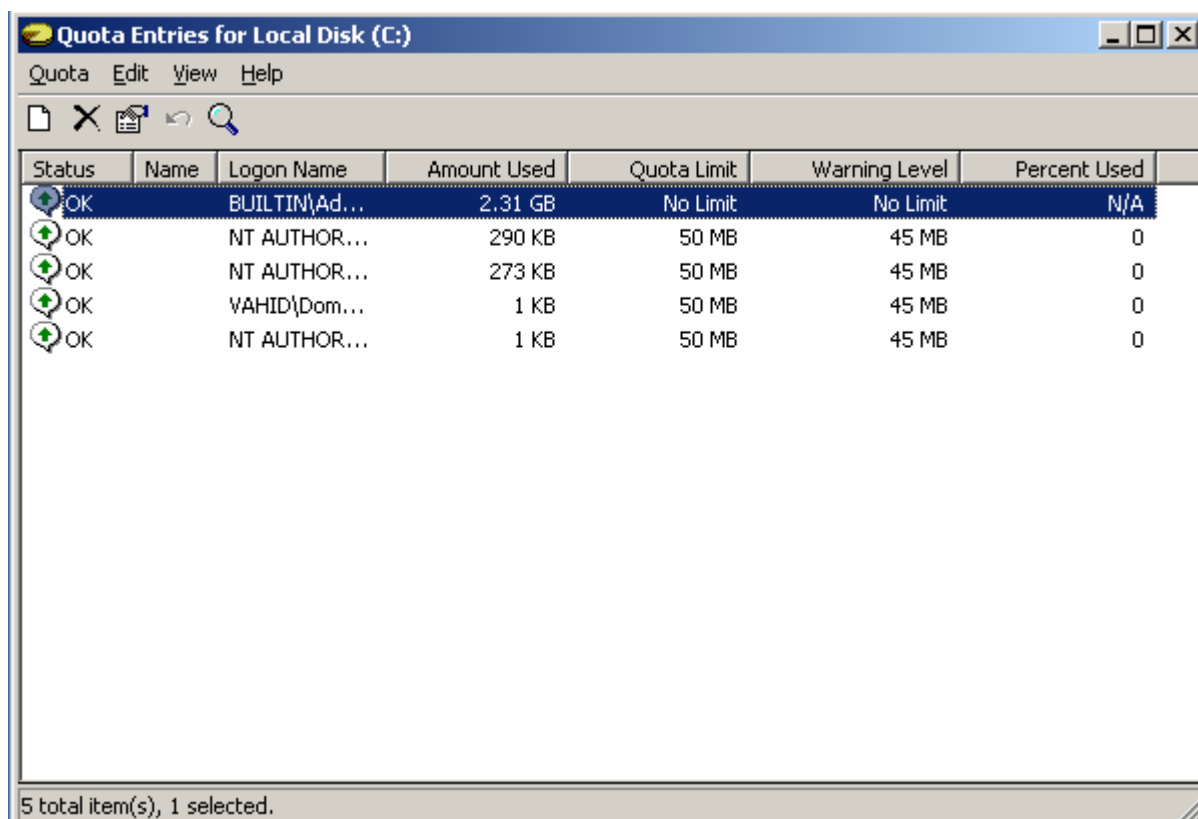 Quota Entries for Local Disk (C:)
Quota Edit View Help
Status Name Logon Name Amount Used Quota Limit Warning Level Percent Used
OK BUILTIN\Ad... 2.31 GB No Limit No Limit N/A
OK NT AUTHOR... 290 KB 50 MB 45 MB 0
OK NT AUTHOR... 273 KB 50 MB 45 MB 0
OK VAHID\Dom... 1 KB 50 MB 45 MB 0
OK NT AUTHOR... 1 KB 50 MB 45 MB 0
5 total item(s), 1 selected.